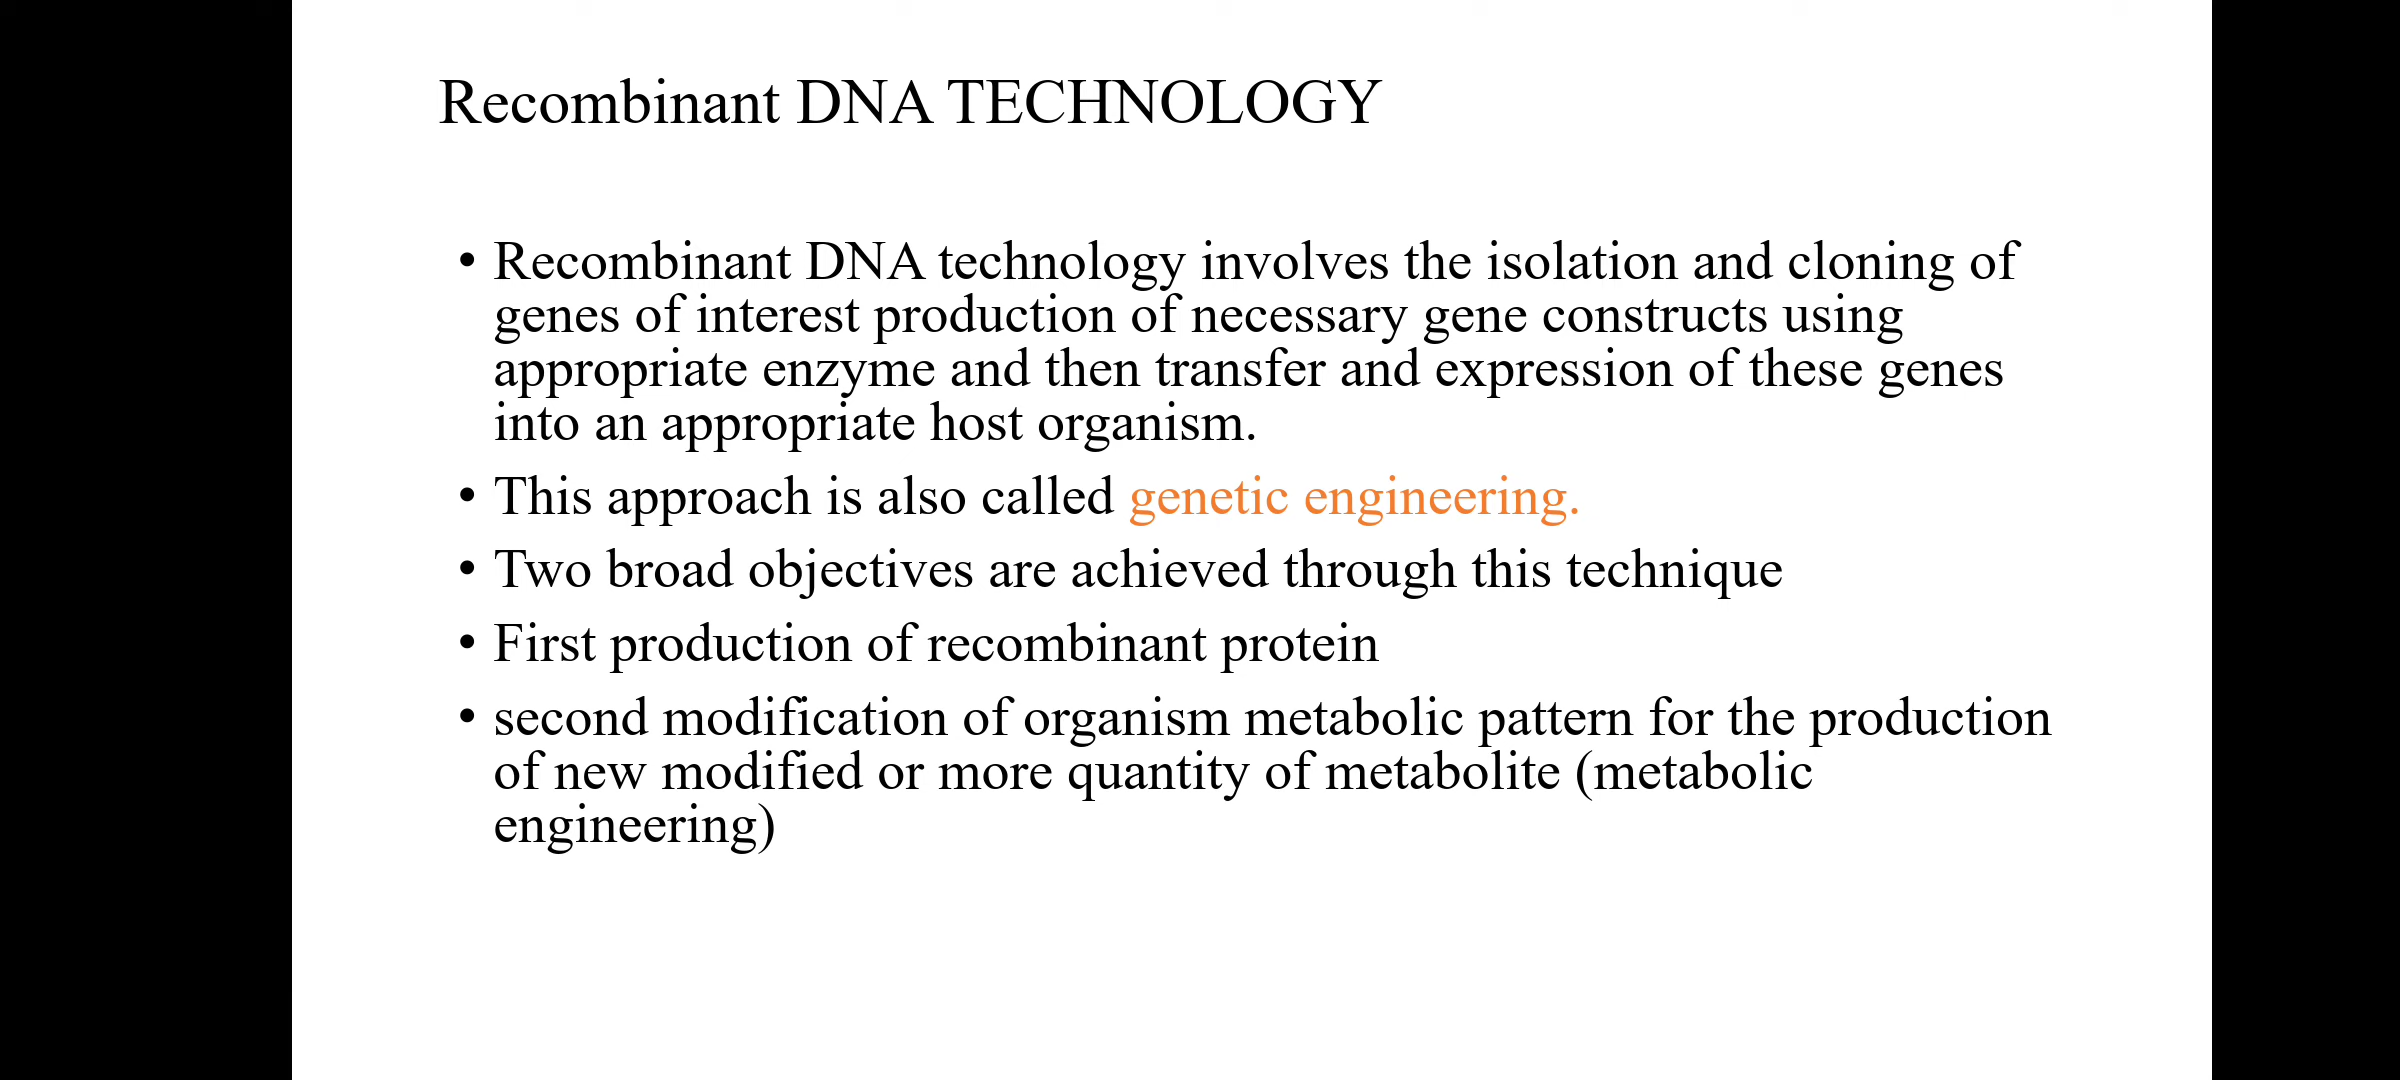 Recombinant DNA TECHNOLOGY
• Recombinant DNA technology involves the isolation and cloning of
genes of interest production of necessary gene constructs using
appropriate enzyme and then transfer and expression of these genes
into an appropriate host organism.
• This approach is also called genetic engineering.
• Two broad objectives are achieved through this technique
• First production of recombinant protein
• second modification of organism metabolic pattern for the production
of new modified or more quantity of metabolite (metabolic
engineering)